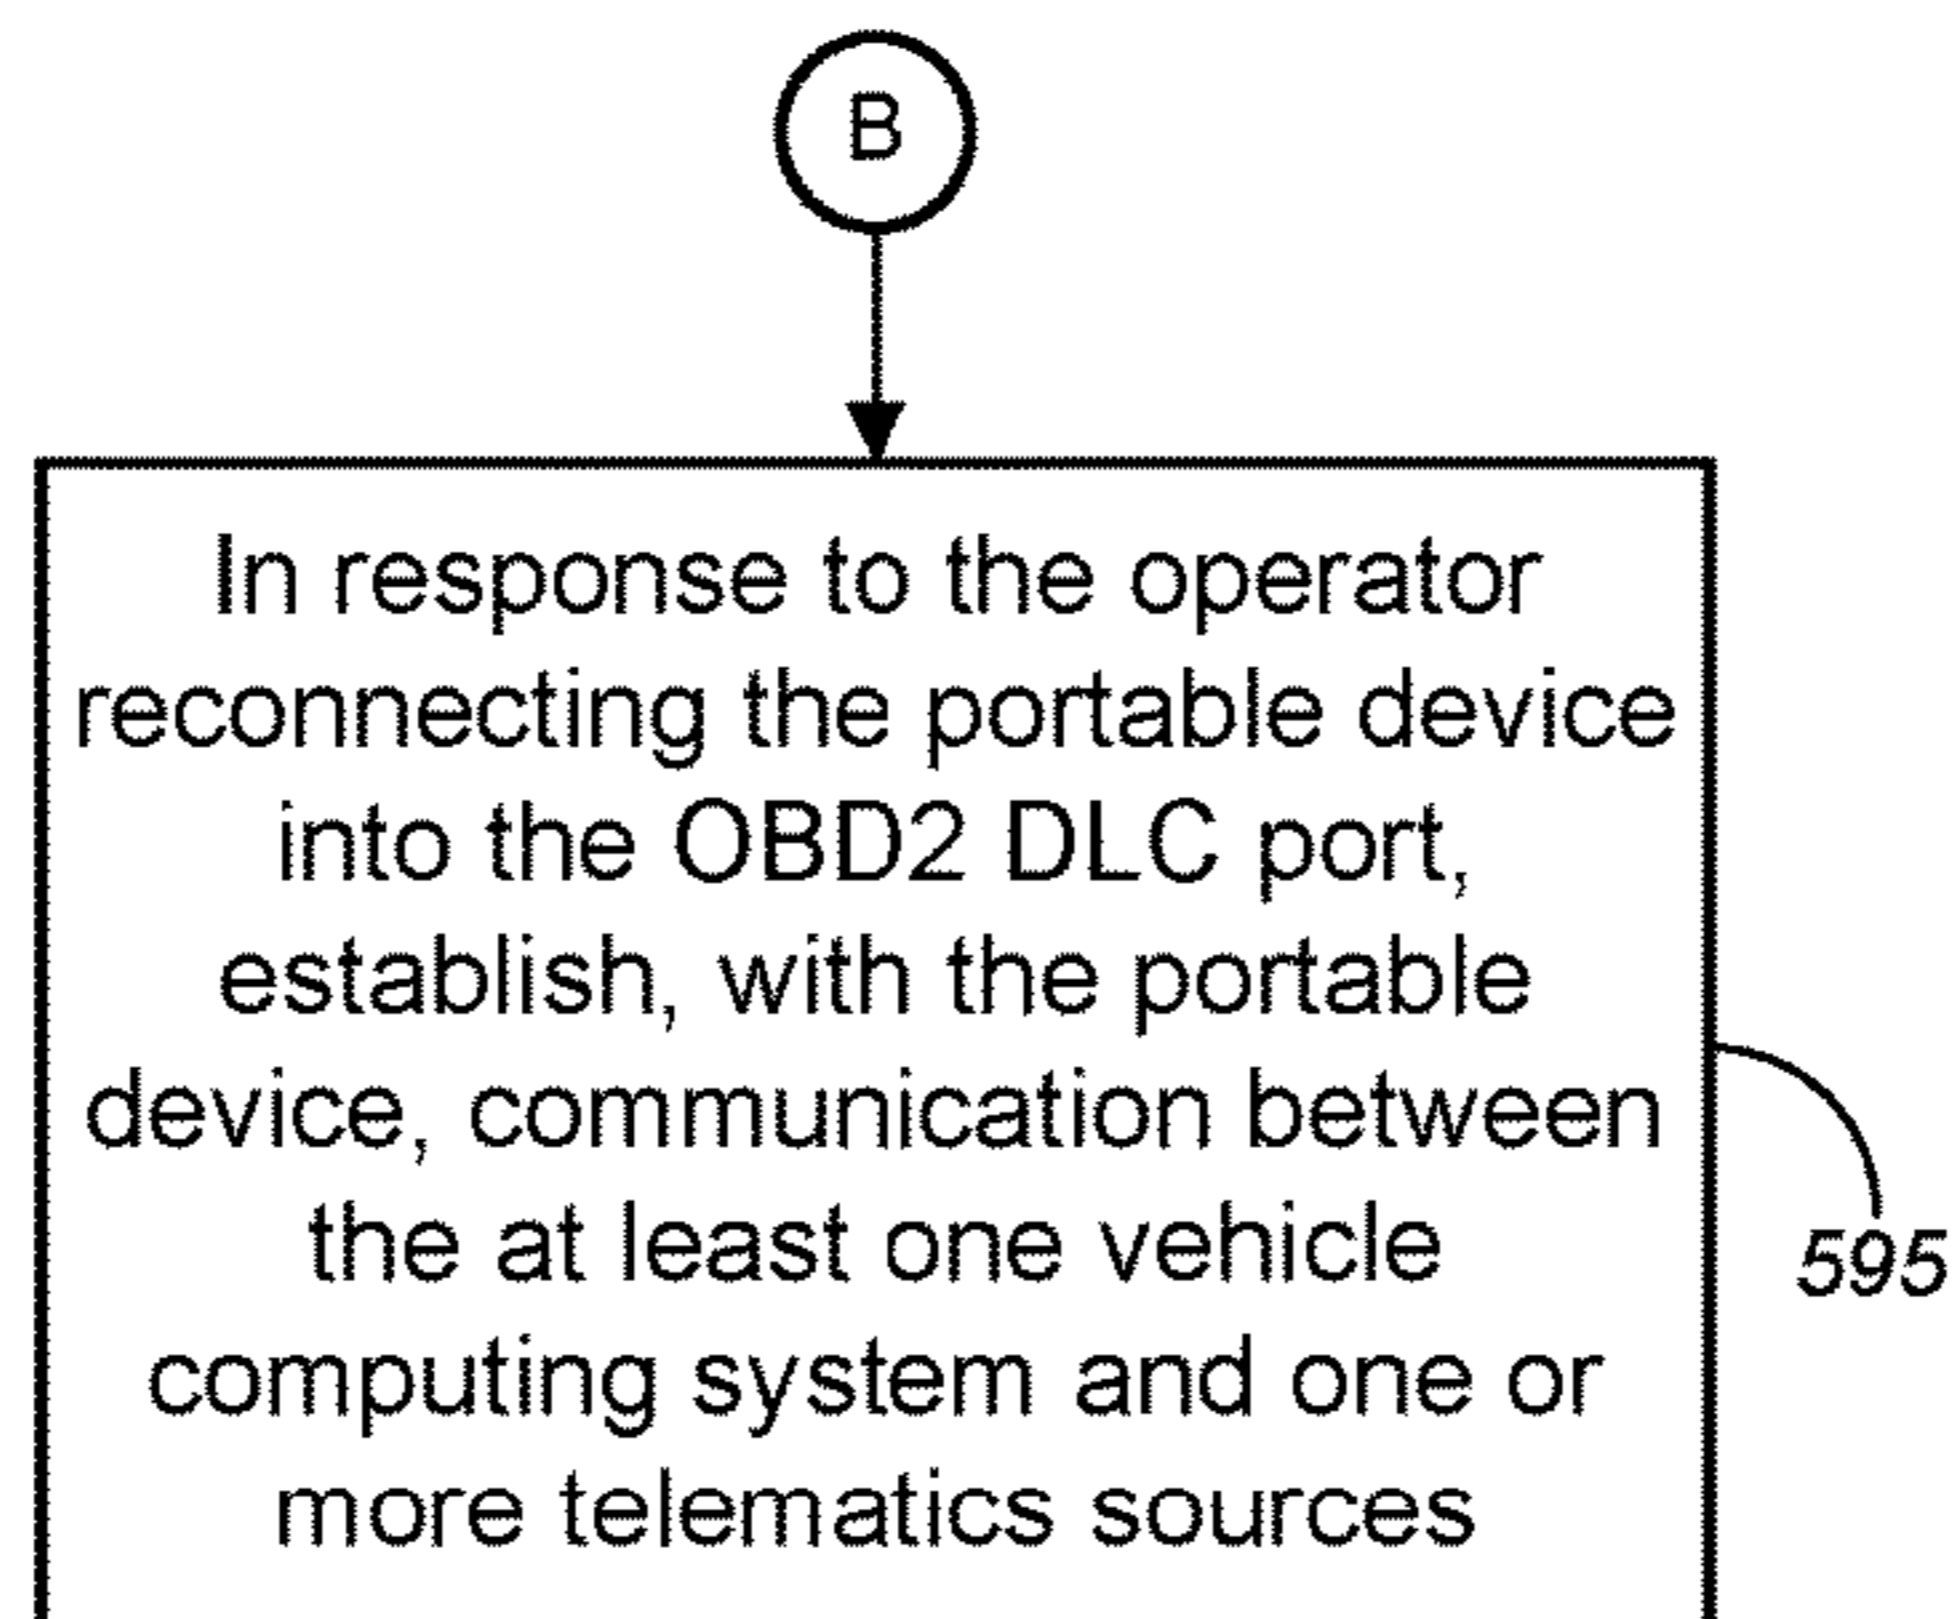 B
In response to the operator
reconnecting the portable device
into the OBD2 DLC port,
establish, with the portable
device, communication between
the at least one vehicle
computing system and one or
more telematics sources
595